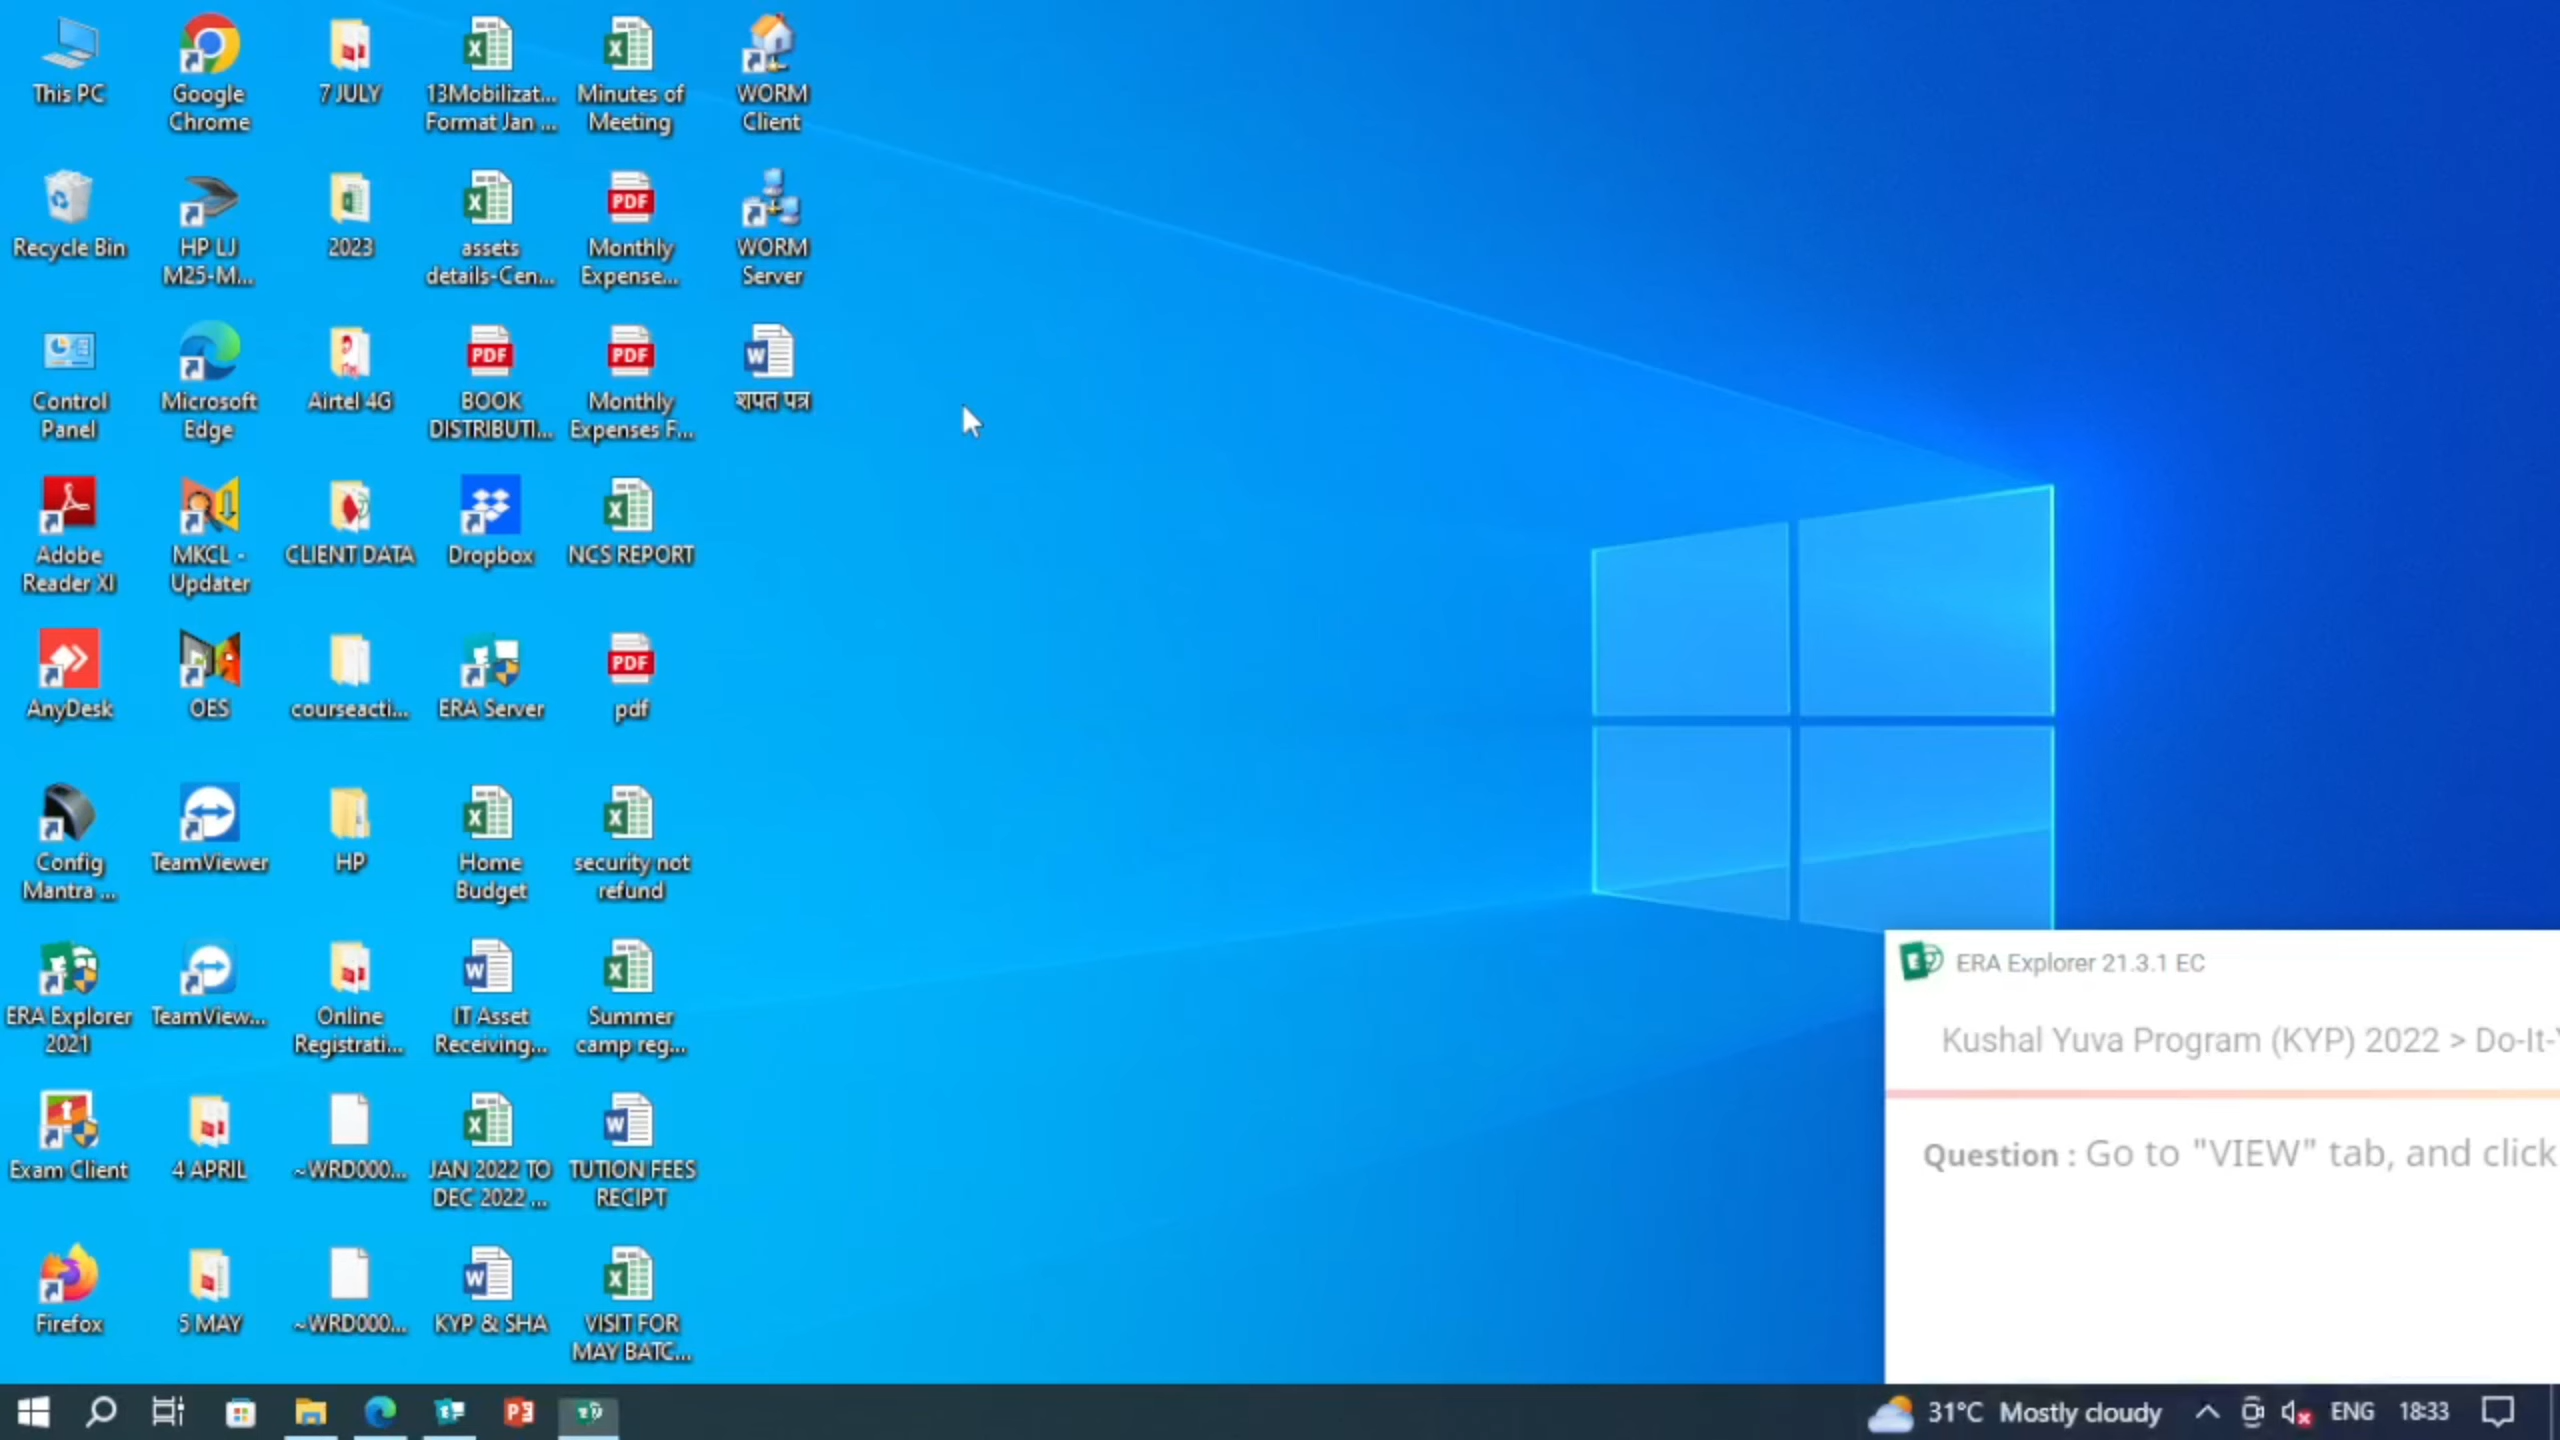 This PC
Google
Chrome
7 JULY
13Mobilizat...
Format Jan ...
Minutes of
Meeting
WORM
Client
Recycle Bin
HP LJ
M25-M...
2023
assets
details-Cen...
Monthly
Expense...
WORM
Server
Control
Panel
Microsoft
Edge
Airtel 4G
BOOK
DISTRIBUTI...
Monthly
Expenses F...
शपत पत्र
Adobe
Reader XI
MKCL -
Updater
CLIENT DATA
Dropbox
NCS REPORT
AnyDesk
OES
courseacti...
ERA Server
pdf
Config
Mantra ...
TeamViewer
HP
Home
Budget
security not
refund
ERA Explorer
2021
TeamView...
Online
Registrati...
IT Asset
Receiving...
Summer
camp reg...
Exam Client
4 APRIL
~WRD000...
JAN 2022 TO
DEC 2022 ...
TUTION FEES
RECIPT
Firefox
5 MAY
~WRD000...
KYP & SHA
VISIT FOR
MAY BATC...
ERA Explorer 21.3.1 EC
Kushal Yuva Program (KYP) 2022 > Do-It-Y
Question : Go to "VIEW" tab, and click
31°C Mostly cloudy
ENG
18:33